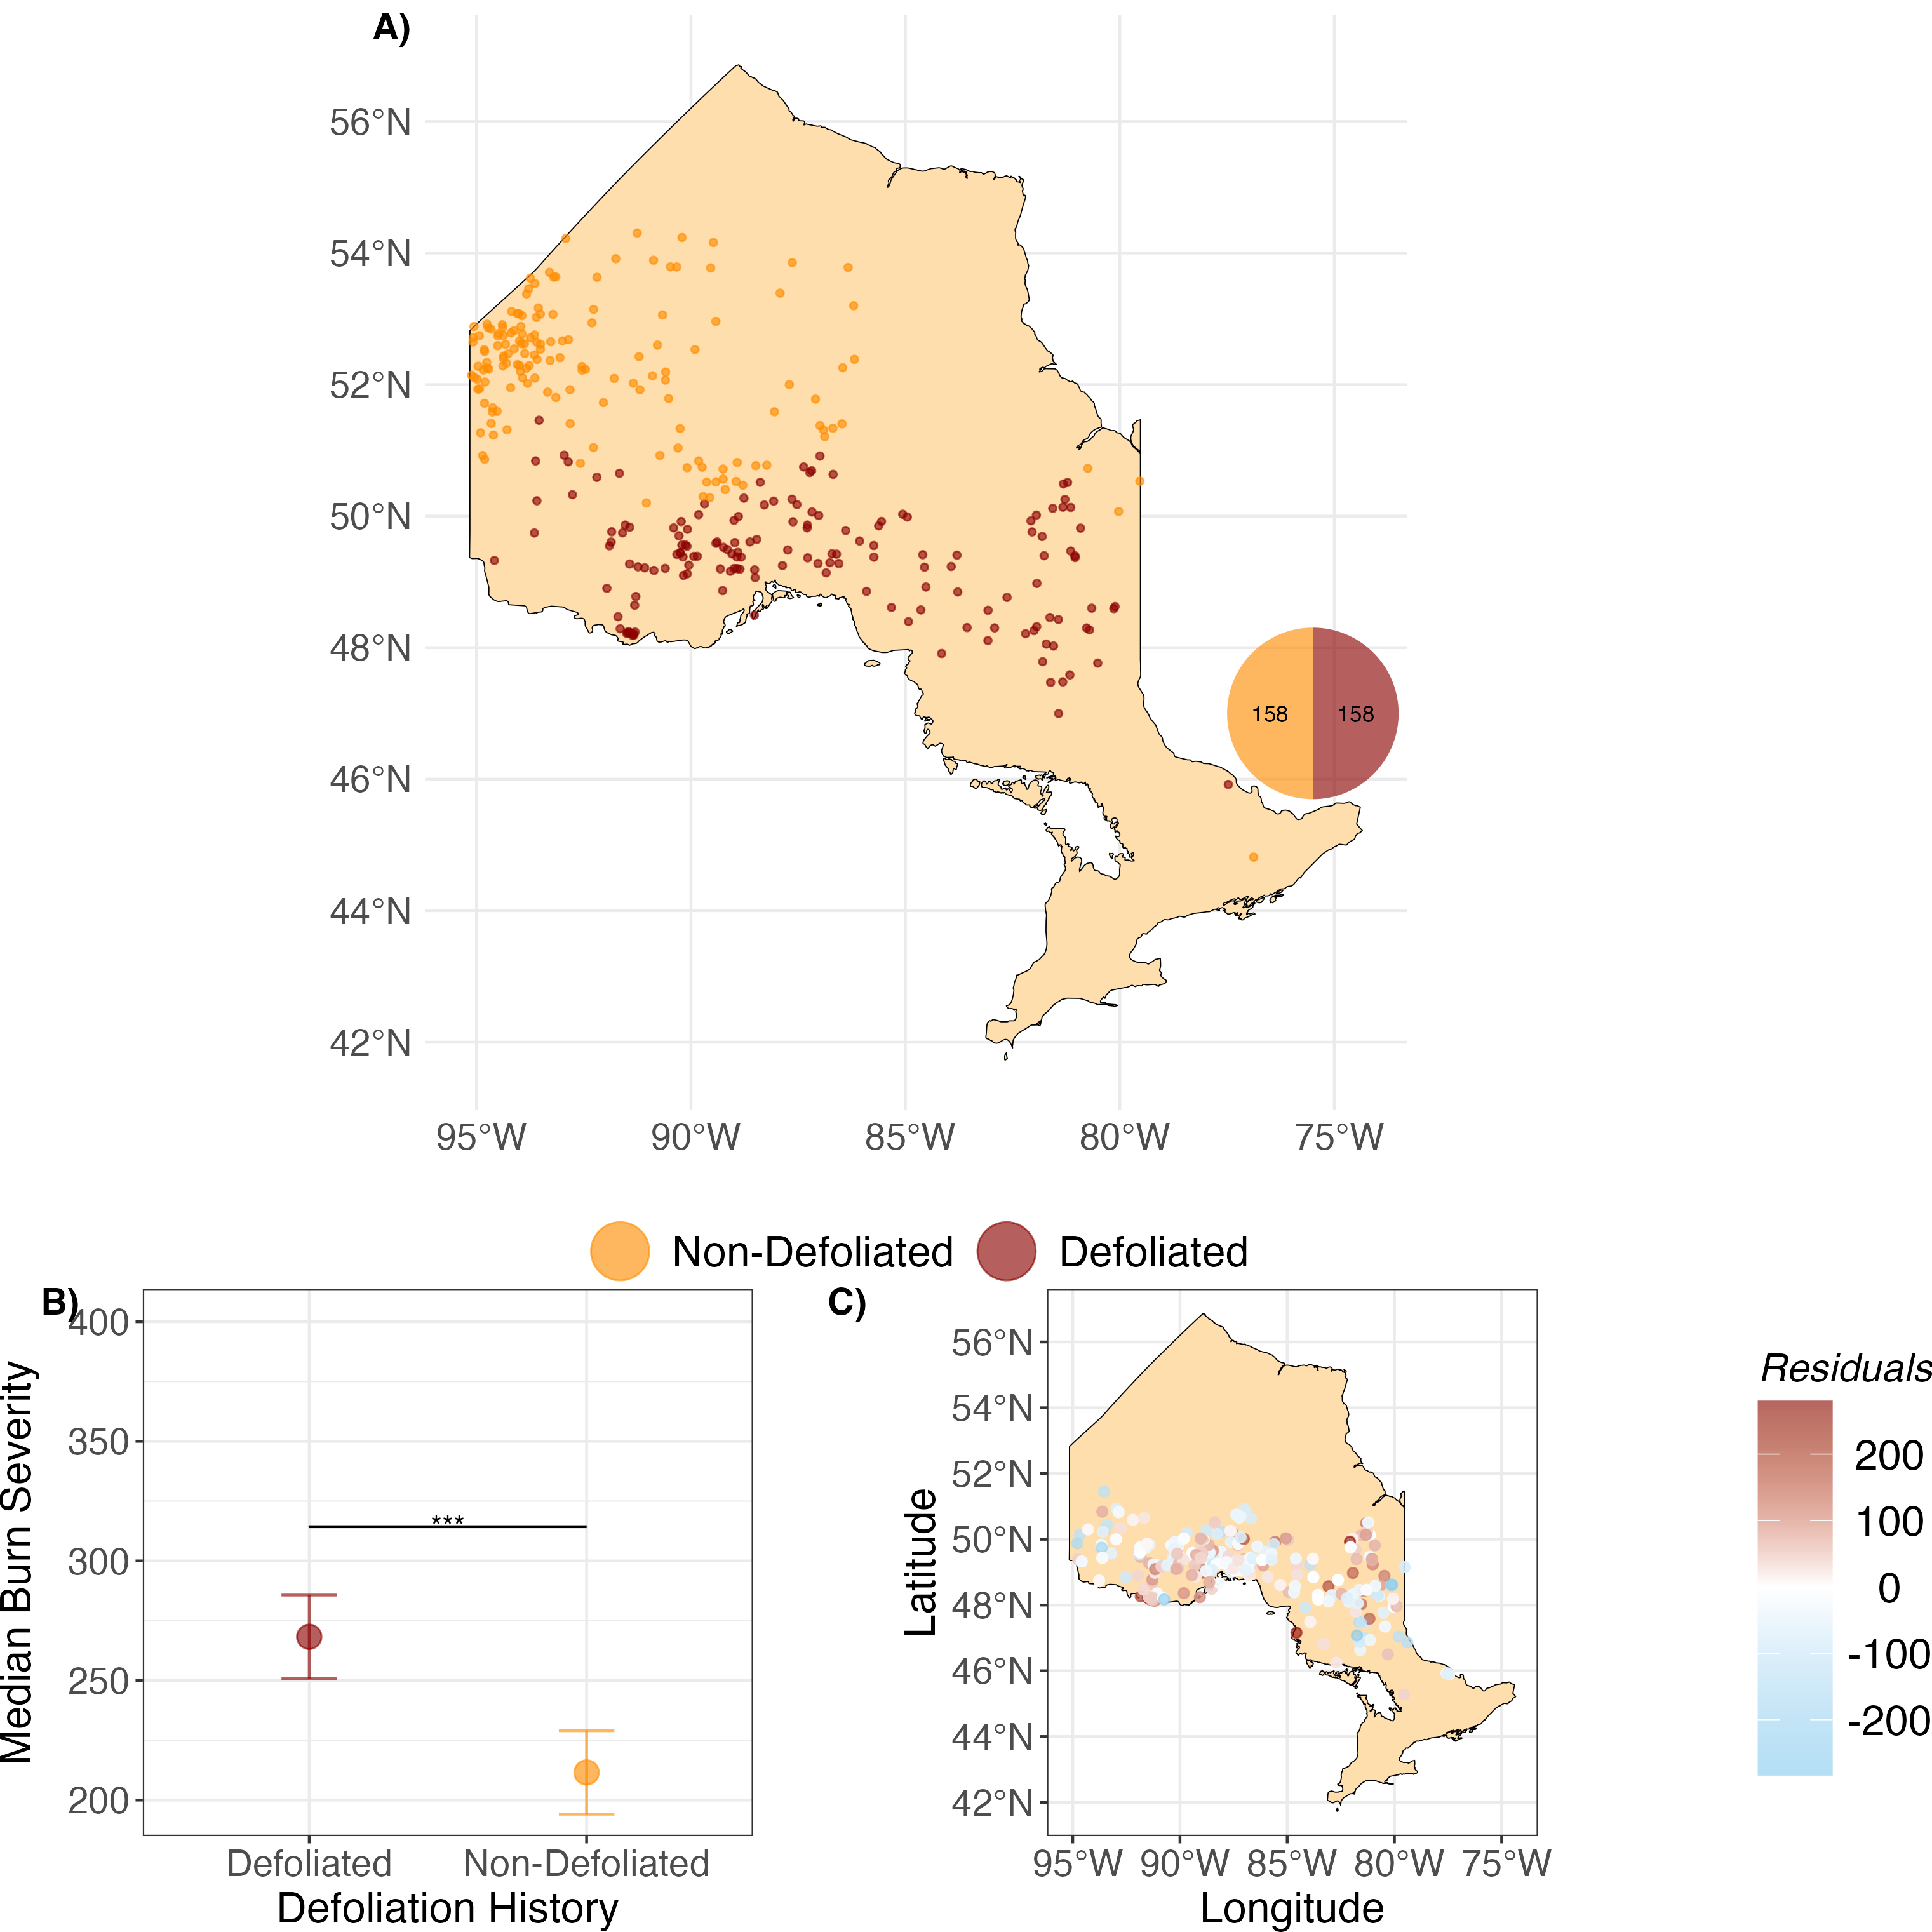 A)
56°N
54°N
52°N
50°N
48°N
46°N
44°N
42°N
158 158
95°W 90°W 85°W 80°W 75°W
Non-Defoliated Defoliated
B)
400
350
300
250
200
Median Burn Severity
***
Defoliated Non-Defoliated
Defoliation History
C)
56°N
54°N
52°N
50°N
48°N
46°N
44°N
42°N
Latitude
95°W 90°W 85°W 80°W 75°W
Longitude
Residuals
200
100
0
-100
-200